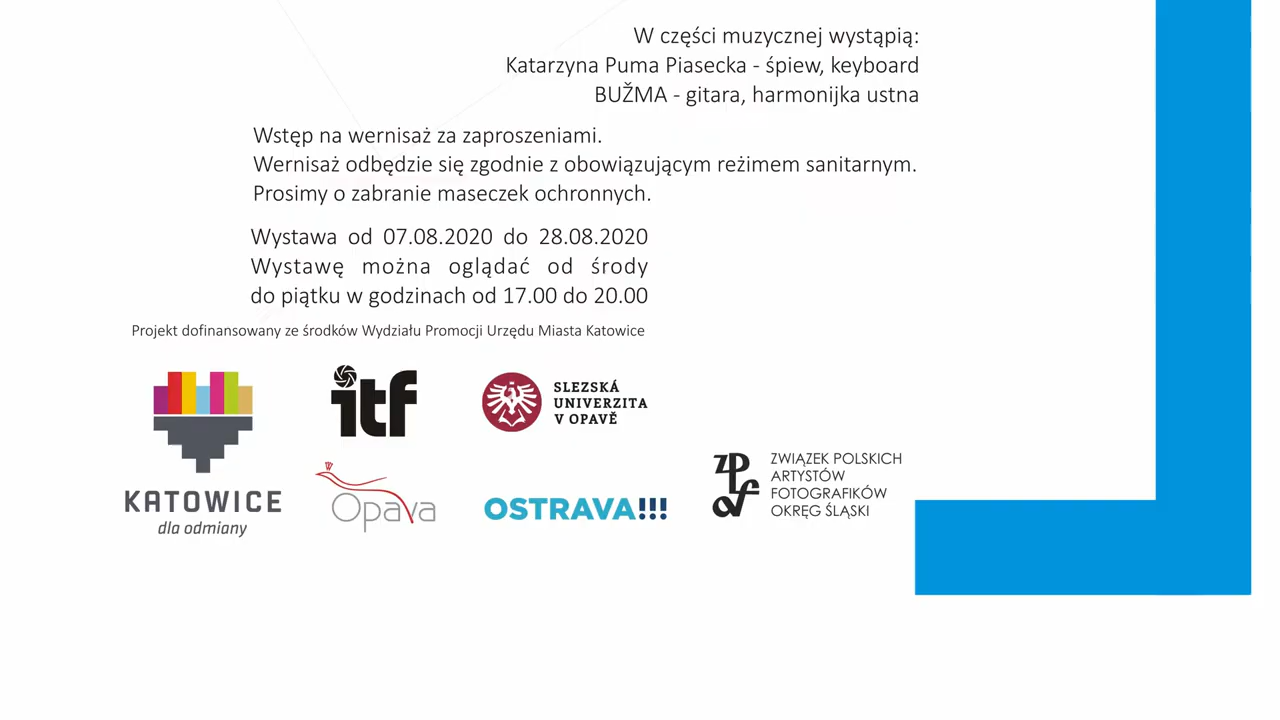 W części muzycznej wystąpią:
Katarzyna Puma Piasecka - śpiew, keyboard
BUŽMA - gitara, harmonijka ustna
Wstęp na wernisaż za zaproszeniami.
Wernisaż odbędzie się zgodnie z obowiązującym reżimem sanitarnym.
Prosimy o zabranie maseczek ochronnych.
Wystawa od 07.08.2020 do 28.08.2020
Wystawę można oglądać od środy
do piątku w godzinach od 17.00 do 20.00
Projekt dofinansowany ze środków Wydziału Promocji Urzędu Miasta Katowice
KATOWICE
dla odmiany
itf
SLEZSKÁ
UNIVERZITA
V OPAVĚ
Opava
OSTRAVA!!!
ZPAF
ZWIĄZEK POLSKICH
ARTYSTÓW
FOTOGRAFIKÓW
OKRĘG ŚLĄSKI